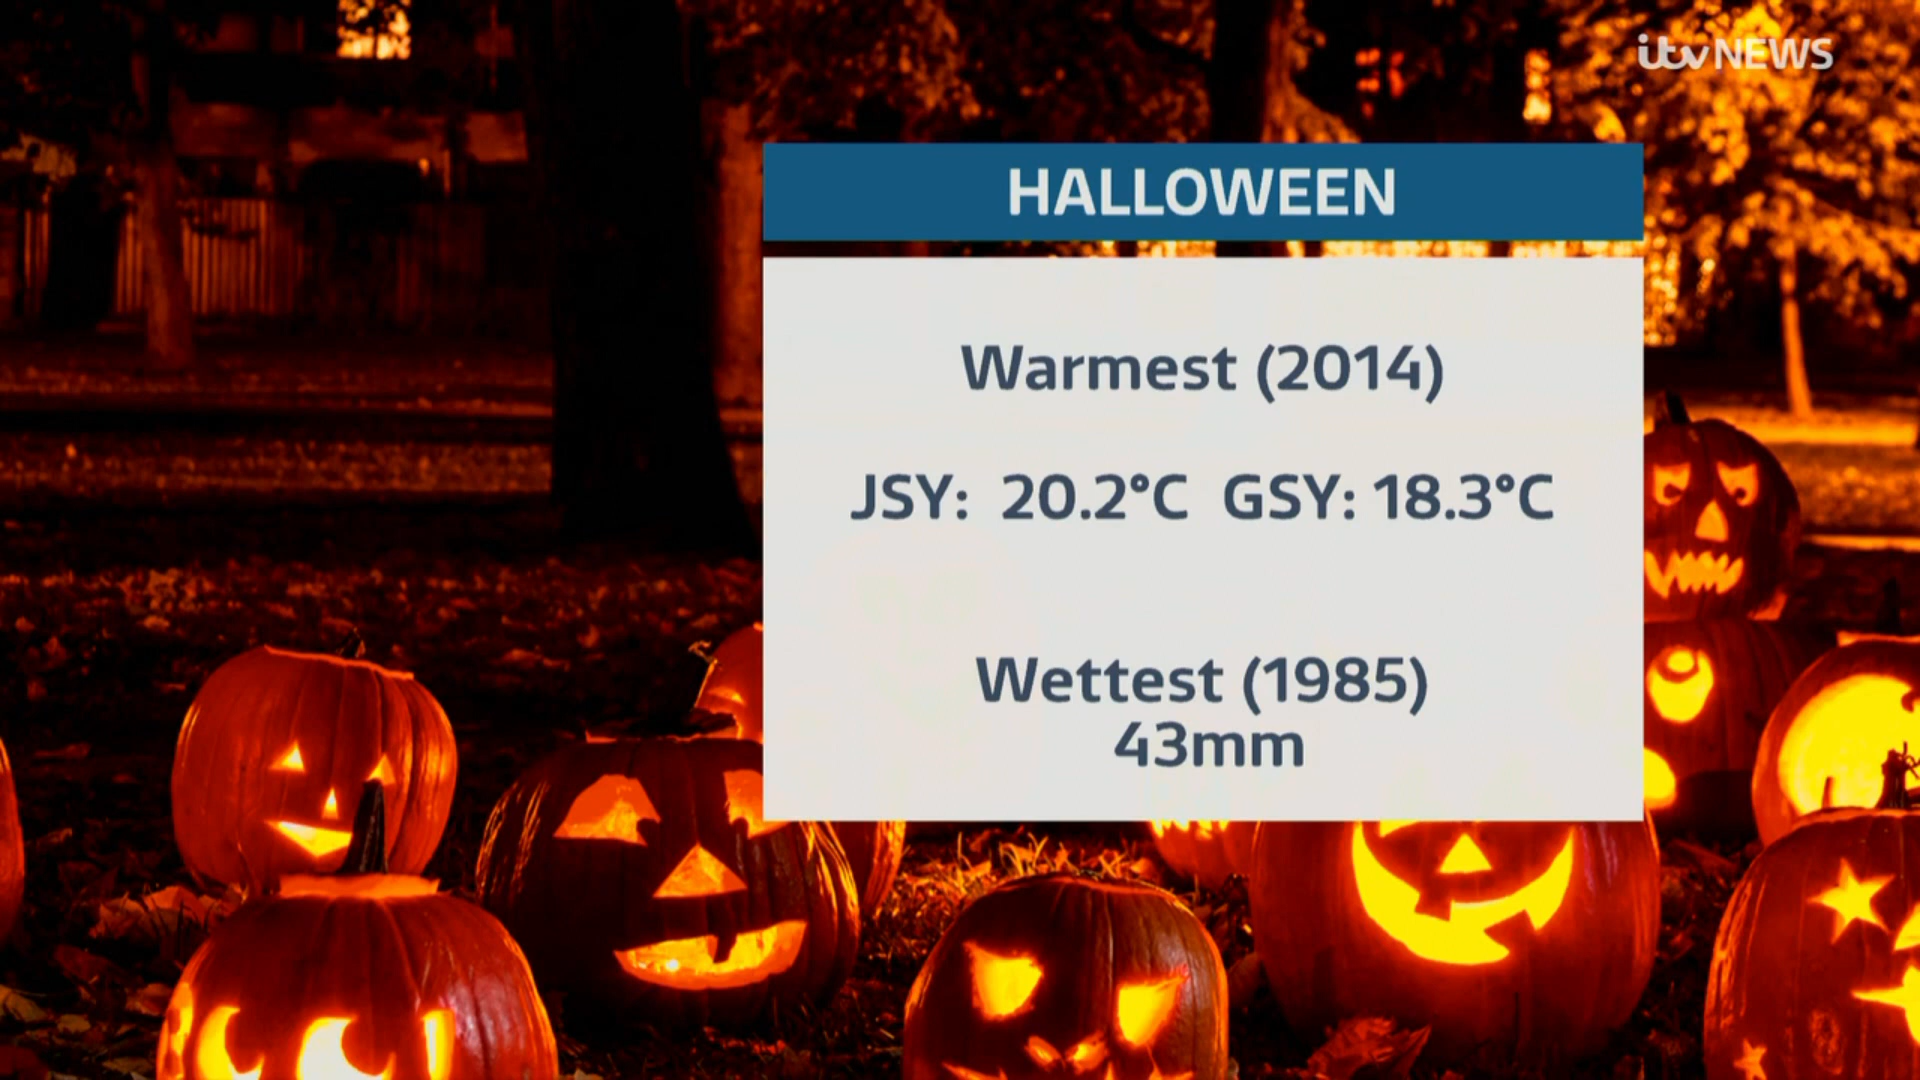 itv NEWS
HALLOWEEN
Warmest (2014)
JSY: 20.2°C GSY: 18.3°C
Wettest (1985)
43mm